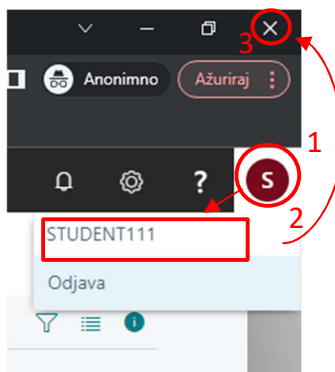 3
Anonimno Ažuriraj
1
? S
2
STUDENT111
Odjava